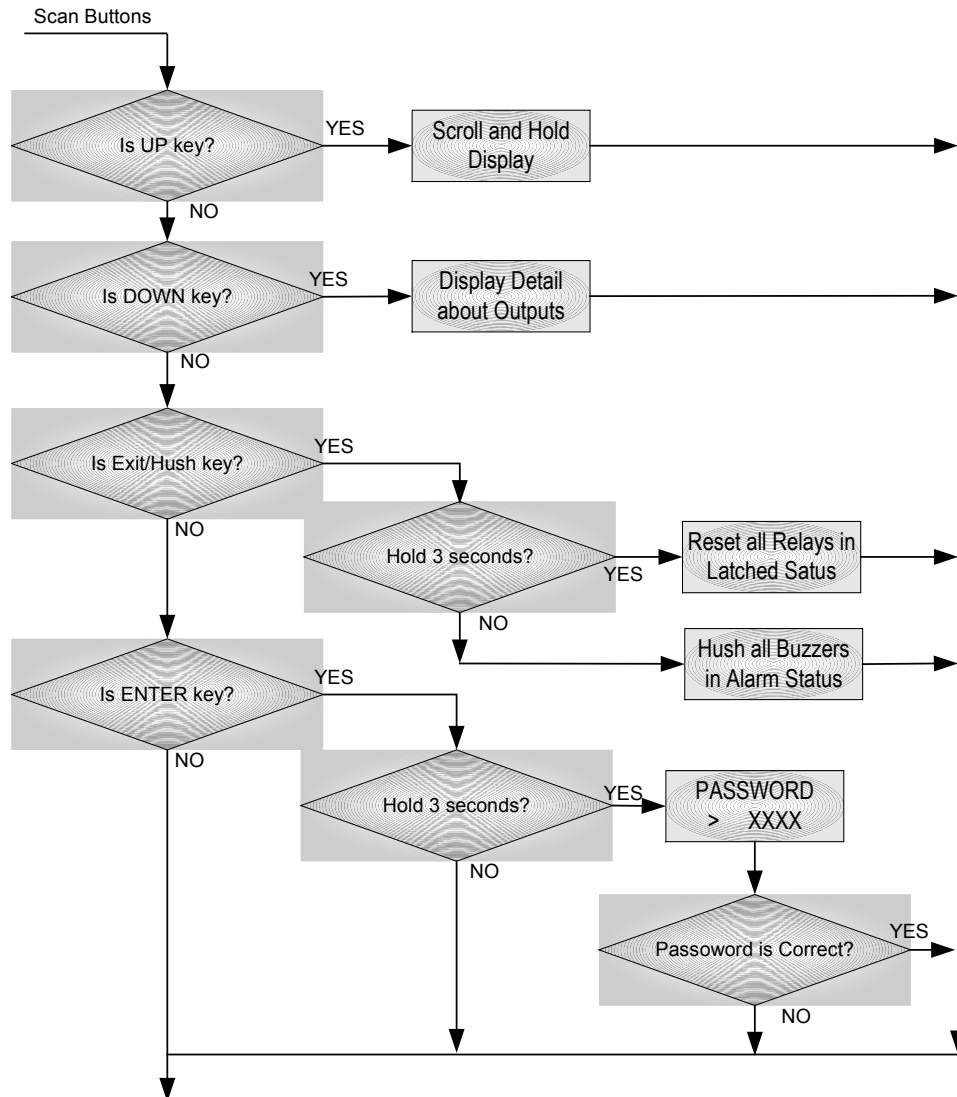 Scan Buttons
Is UP key?
YES
Scroll and Hold
Display
NO
Is DOWN key?
YES
Display Detail
about Outputs
NO
Is Exit/Hush key?
YES
NO
Hold 3 seconds?
YES
Reset all Relays in
Latched Satus
NO
Hush all Buzzers
in Alarm Status
Is ENTER key?
YES
NO
Hold 3 seconds?
YES
PASSWORD
> XXXX
NO
Passoword is Correct?
YES
NO